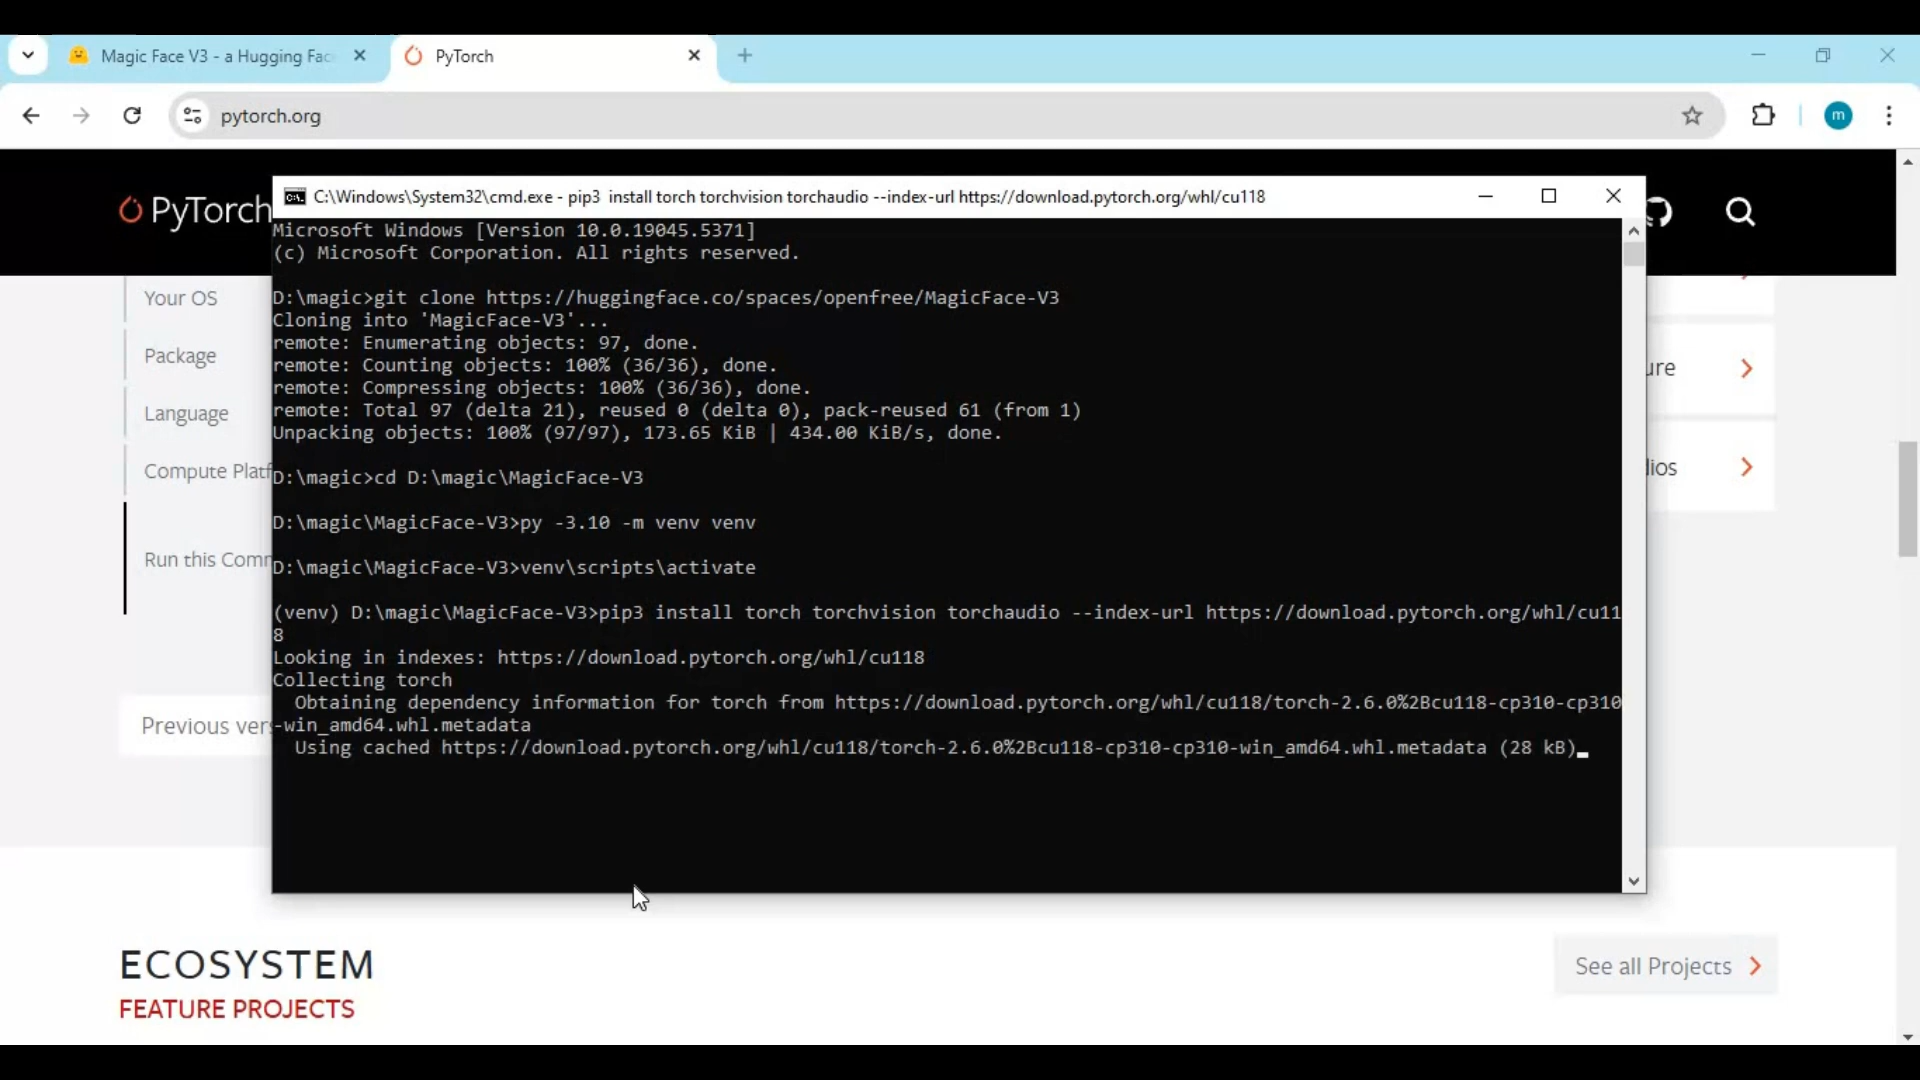 Magic Face V3 - a Hugging Fac
PyTorch
pytorch.org
m
PyTorch
C:\Windows\System32\cmd.exe - pip3  install torch torchvision torchaudio --index-url https://download.pytorch.org/whl/cu118
Microsoft Windows [Version 10.0.19045.5371]
(c) Microsoft Corporation. All rights reserved.
D:\magic>git clone https://huggingface.co/spaces/openfree/MagicFace-V3
Cloning into 'MagicFace-V3'...
remote: Enumerating objects: 97, done.
remote: Counting objects: 100% (36/36), done.
remote: Compressing objects: 100% (36/36), done.
remote: Total 97 (delta 21), reused 0 (delta 0), pack-reused 61 (from 1)
Unpacking objects: 100% (97/97), 173.65 KiB | 434.00 KiB/s, done.
D:\magic>cd D:\magic\MagicFace-V3
D:\magic\MagicFace-V3>py -3.10 -m venv venv
D:\magic\MagicFace-V3>venv\scripts\activate
(venv) D:\magic\MagicFace-V3>pip3 install torch torchvision torchaudio --index-url https://download.pytorch.org/whl/cu11
8
Looking in indexes: https://download.pytorch.org/whl/cu118
Collecting torch
  Obtaining dependency information for torch from https://download.pytorch.org/whl/cu118/torch-2.6.0%2Bcu118-cp310-cp310
-win_amd64.whl.metadata
  Using cached https://download.pytorch.org/whl/cu118/torch-2.6.0%2Bcu118-cp310-cp310-win_amd64.whl.metadata (28 kB)
Your OS
Package
Language
Compute Platf
Run this Comm
Previous vers
ure
ios
ECOSYSTEM
FEATURE PROJECTS
See all Projects